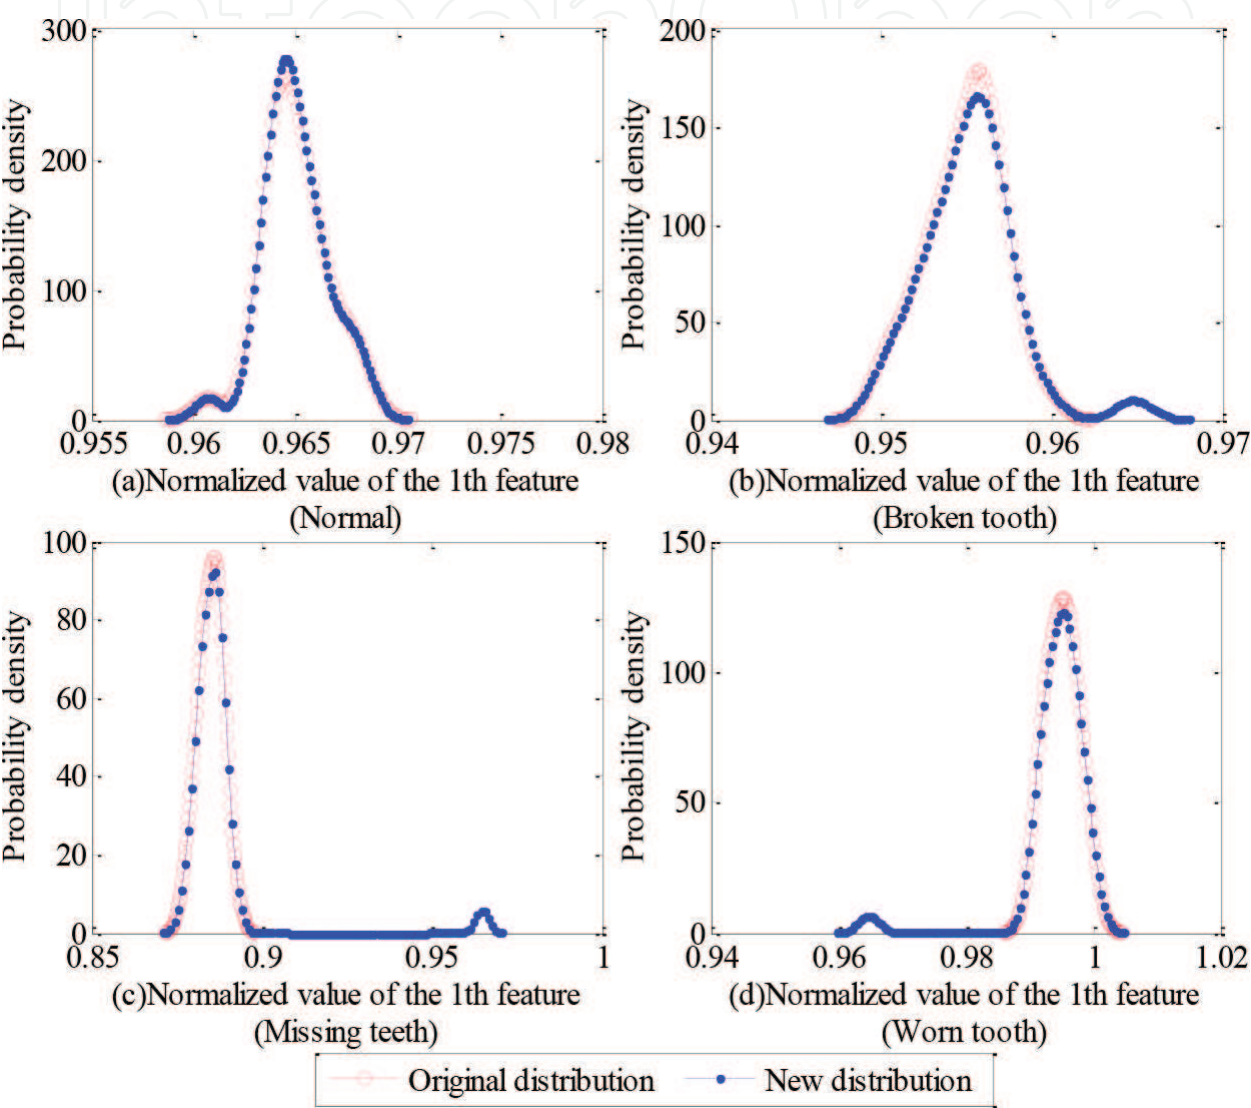 300
200
100
0
0.955
0.96
0.965
0.97
0.975
0.98
Probability density
(a)Normalized value of the 1th feature
(Normal)
200
150
100
50
0
0.94
0.95
0.96
0.97
Probability density
(b)Normalized value of the 1th feature
(Broken tooth)
100
80
60
40
20
0
0.85
0.9
0.95
1
Probability density
(c)Normalized value of the 1th feature
(Missing teeth)
150
100
50
0
0.94
0.96
0.98
1
1.02
Probability density
(d)Normalized value of the 1th feature
(Worn tooth)
Original distribution
New distribution